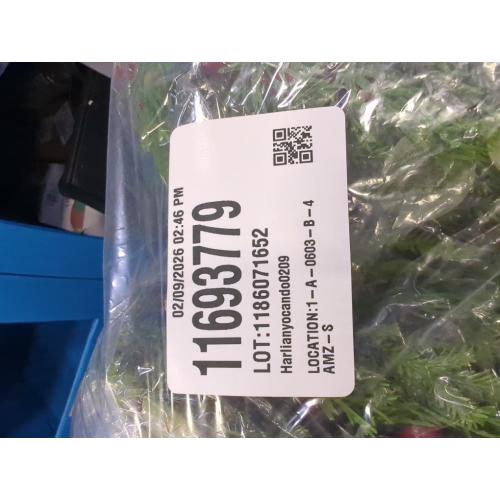 02/09/2026 02:46 PM
11693779
LOT:1186071652
Harlianyocando0209
LOCATION:1-A-0603-B-4
AMZ-S